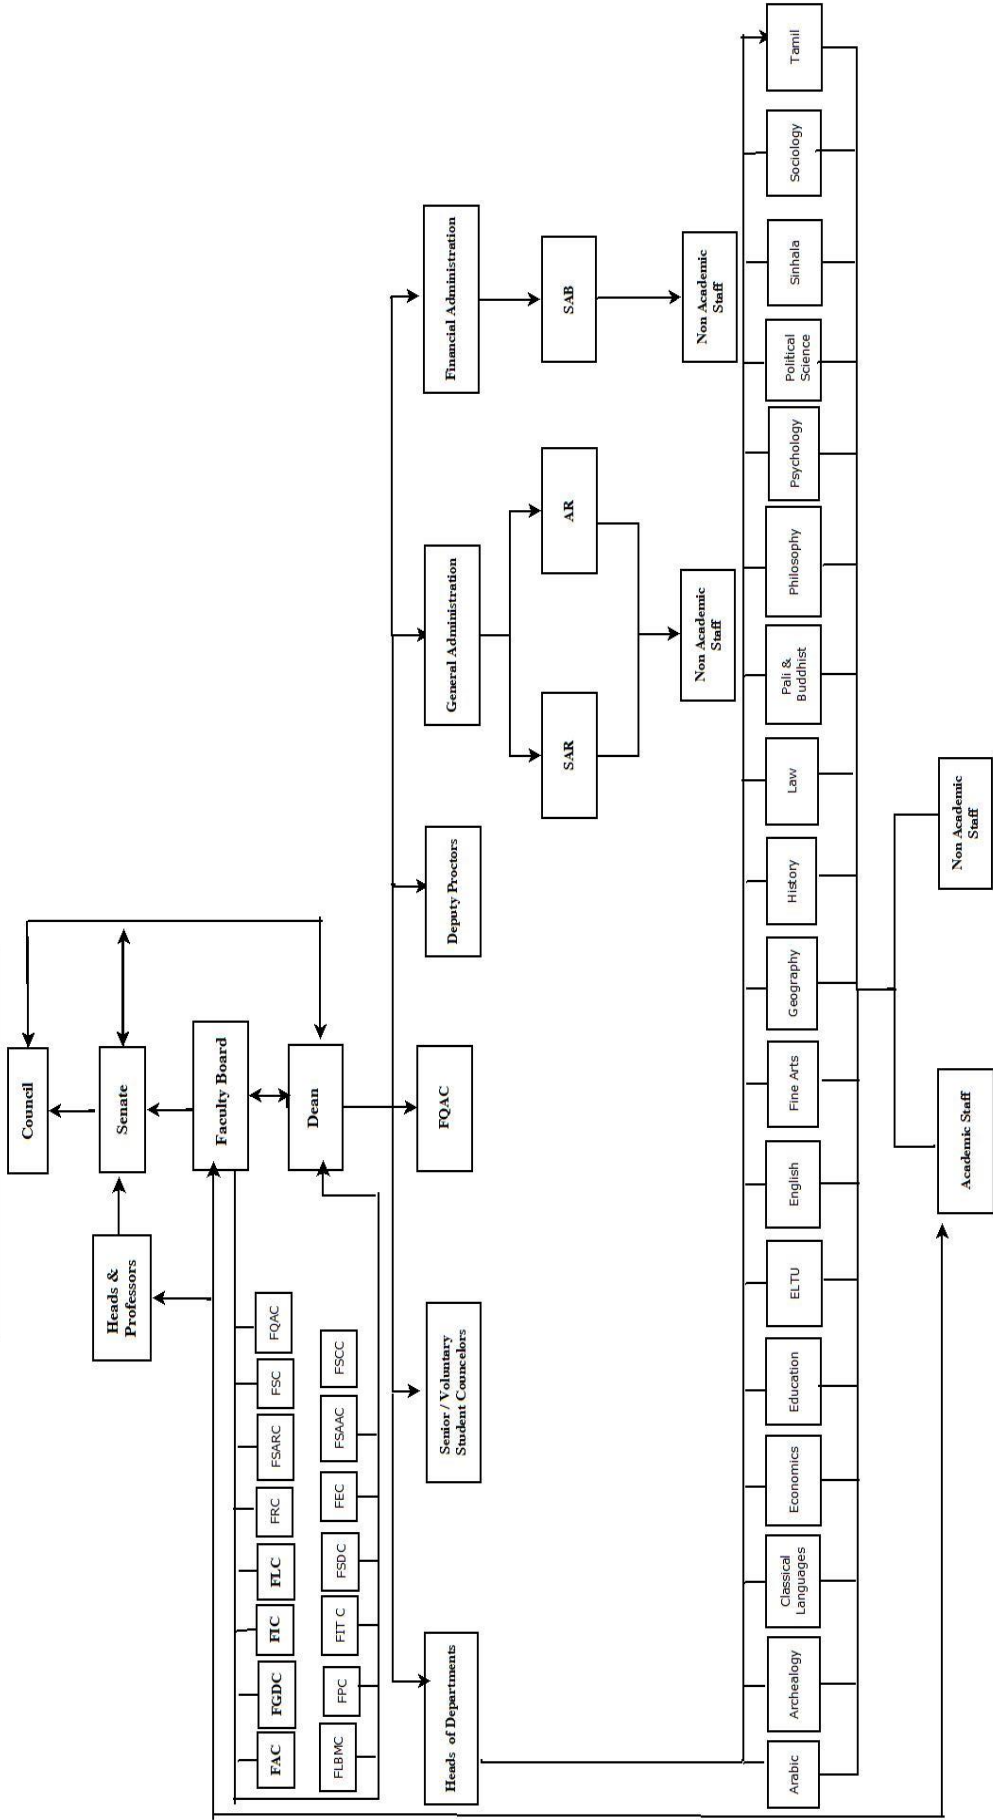 Council
Senate
Heads &
Professors
Faculty Board
Dean
FAC
FGDC
FIC
FLC
FRC
FSARC
FSC
FQAC
FLBMC
FPC
FIT C
FSDC
FEC
FSAAC
FSCC
Heads of Departments
Senior / Voluntary
Student Councelors
FQAC
Deputy Proctors
General Administration
Financial Administration
SAR
AR
SAB
Non Academic
Staff
Non Academic
Staff
Arabic
Archealogy
Classical
Languages
Economics
Education
ELTU
English
Fine Arts
Geography
History
Law
Pali &
Buddhist
Philosophy
Psychology
Political
Science
Sinhala
Sociology
Tamil
Academic Staff
Non Academic
Staff